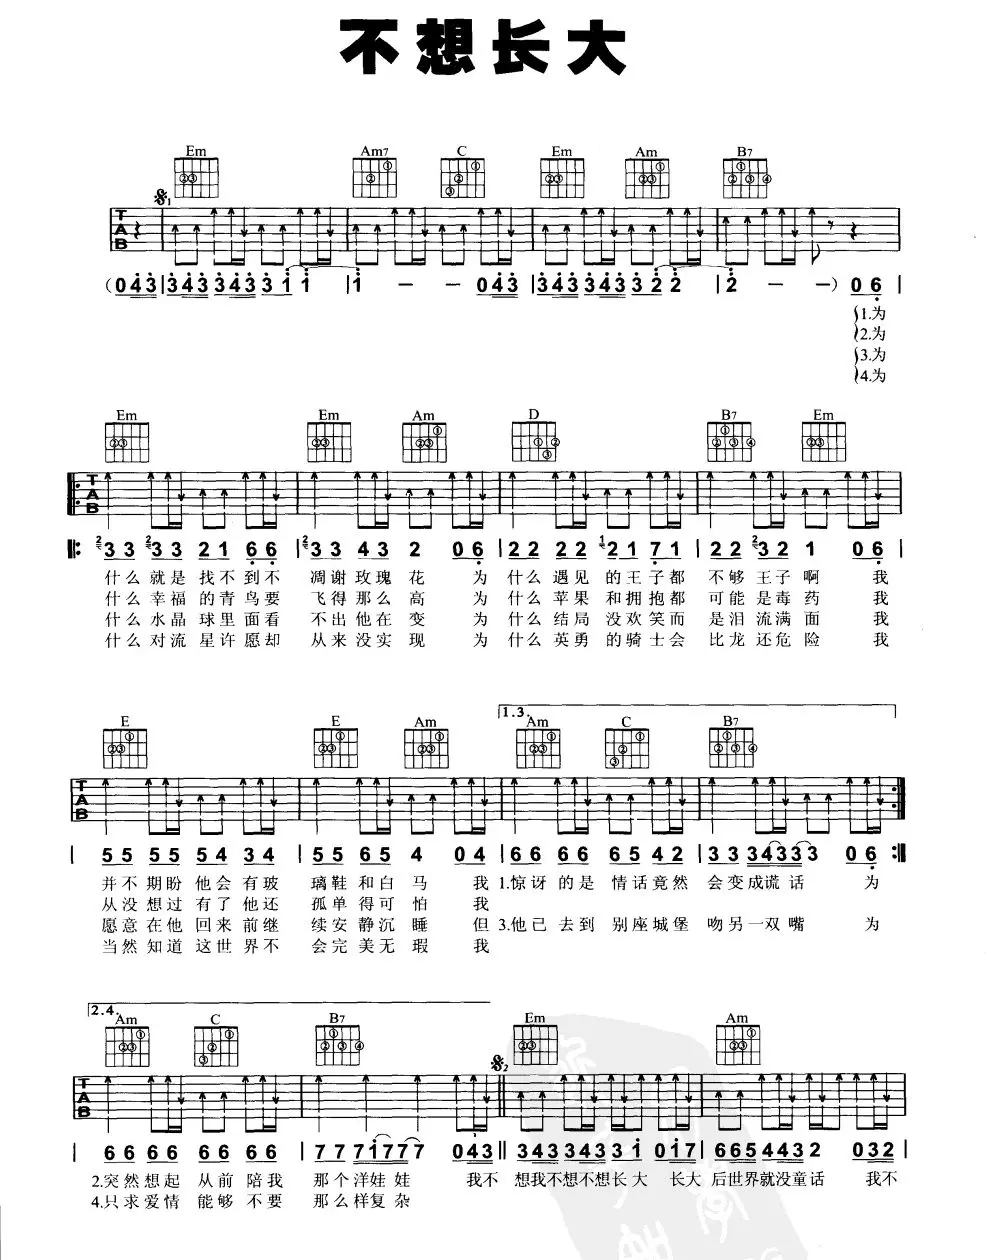 不想长大
Em Am7 C Em Am B7
𝄋1
T
A
B
(0 4 3 | 3 4 3 3 4 3 3 1 1 | 1 - - 0 4 3 | 3 4 3 3 4 3 3 2 2 | 2 - - ) 0 6 |
1.为
2.为
3.为
4.为
Em Em Am D B7 Em
T
A
B
‖: 3 3 3 3 2 1 6 6 | 3 3 4 3 2 0 6 | 2 2 2 2 2 1 7 1 | 2 2 3 2 1 0 6 |
什么就是找不到不 凋谢玫瑰花 为 什么遇见的王子都 不够王子啊 我
什么幸福的青鸟要 飞得那么高 为 什么苹果和拥抱都 可能是毒药 我
什么水晶球里面看 不出他在变 为 什么结局没欢笑而 是泪流满面 我
什么对流星许愿却 从来没实现 为 什么英勇的骑士会 比龙还危险 我
1.3.
E E Am Am C B7
T
A
B
| 5 5 5 5 5 4 3 4 | 5 5 6 5 4 0 4 | 6 6 6 6 6 5 4 2 | 3 3 3 4 3 3 3 0 6 :‖
并不期盼他会有玻 璃鞋和白马 我 1.惊讶的是情话竟然 会变成谎话 为
从没想过有了他还 孤单得可怕 我
愿意在他回来前继 续安静沉睡 但 3.他已去到别座城堡 吻另一双嘴 为
当然知道这世界不 会完美无瑕 我
2.4.
Am C B7 Em Am
𝄋2
T
A
B
| 6 6 6 6 6 6 6 6 | 7 7 7 1 7 7 7 0 4 3 ‖ 3 4 3 3 4 3 3 1 0 1 7 | 6 6 5 4 4 3 2 0 3 2 |
2.突然想起从前陪我 那个洋娃娃 我不 想我不想不想长大 长大 后世界就没童话 我不
4.只求爱情能够不要 那么样复杂